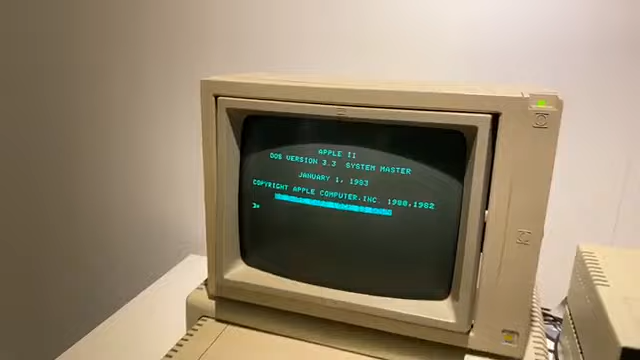 APPLE II
DOS VERSION 3.3 SYSTEM MASTER
JANUARY 1, 1983
COPYRIGHT APPLE COMPUTER,INC. 1980,1982
]